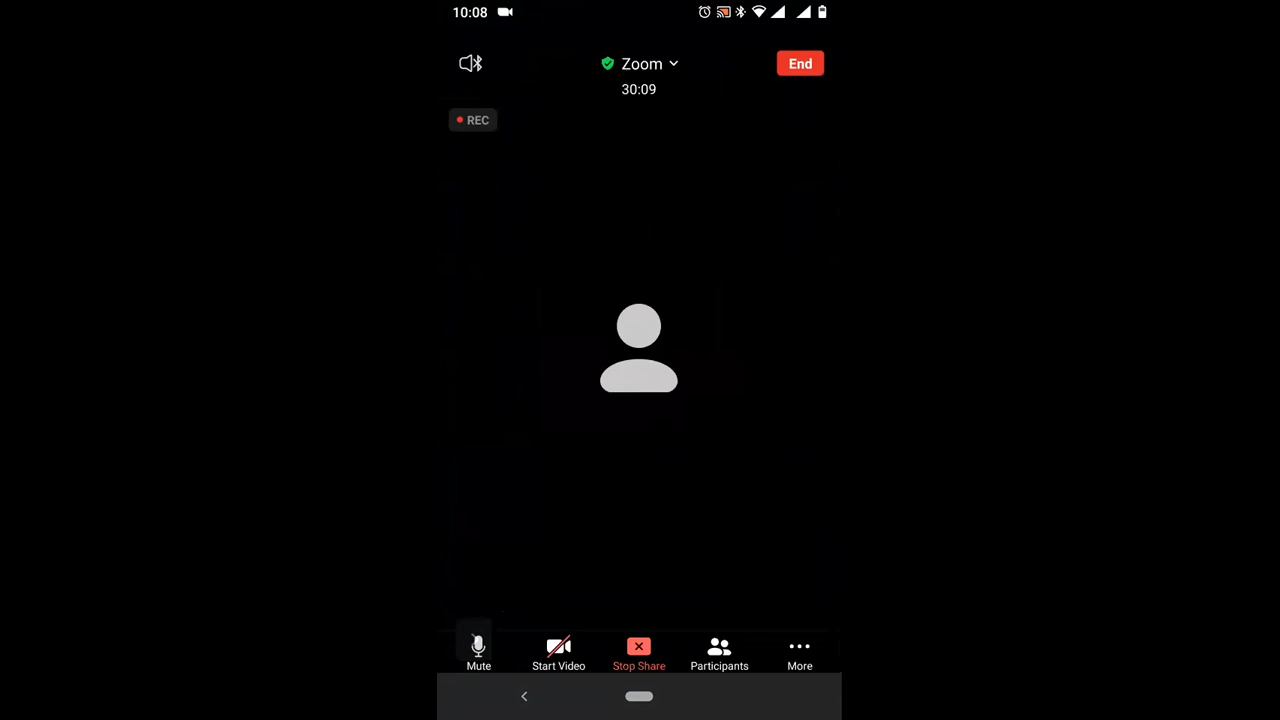 10:08
Zoom
End
30:09
REC
Mute
Start Video
Stop Share
Participants
More